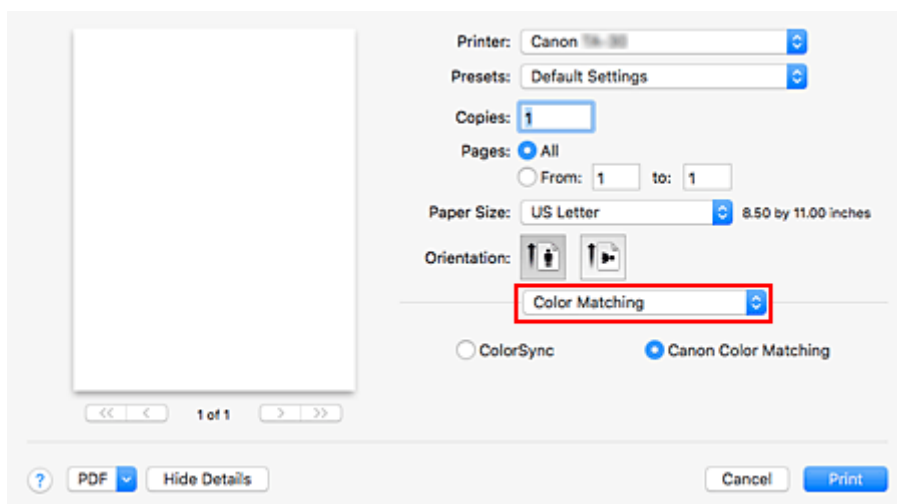 Printer: Canon
Presets: Default Settings
Copies: 1
Pages: All
From: 1 to: 1
Paper Size: US Letter 8.50 by 11.00 inches
Orientation:
Color Matching
ColorSync Canon Color Matching
<< < 1 of 1 > >>
? PDF Hide Details Cancel Print